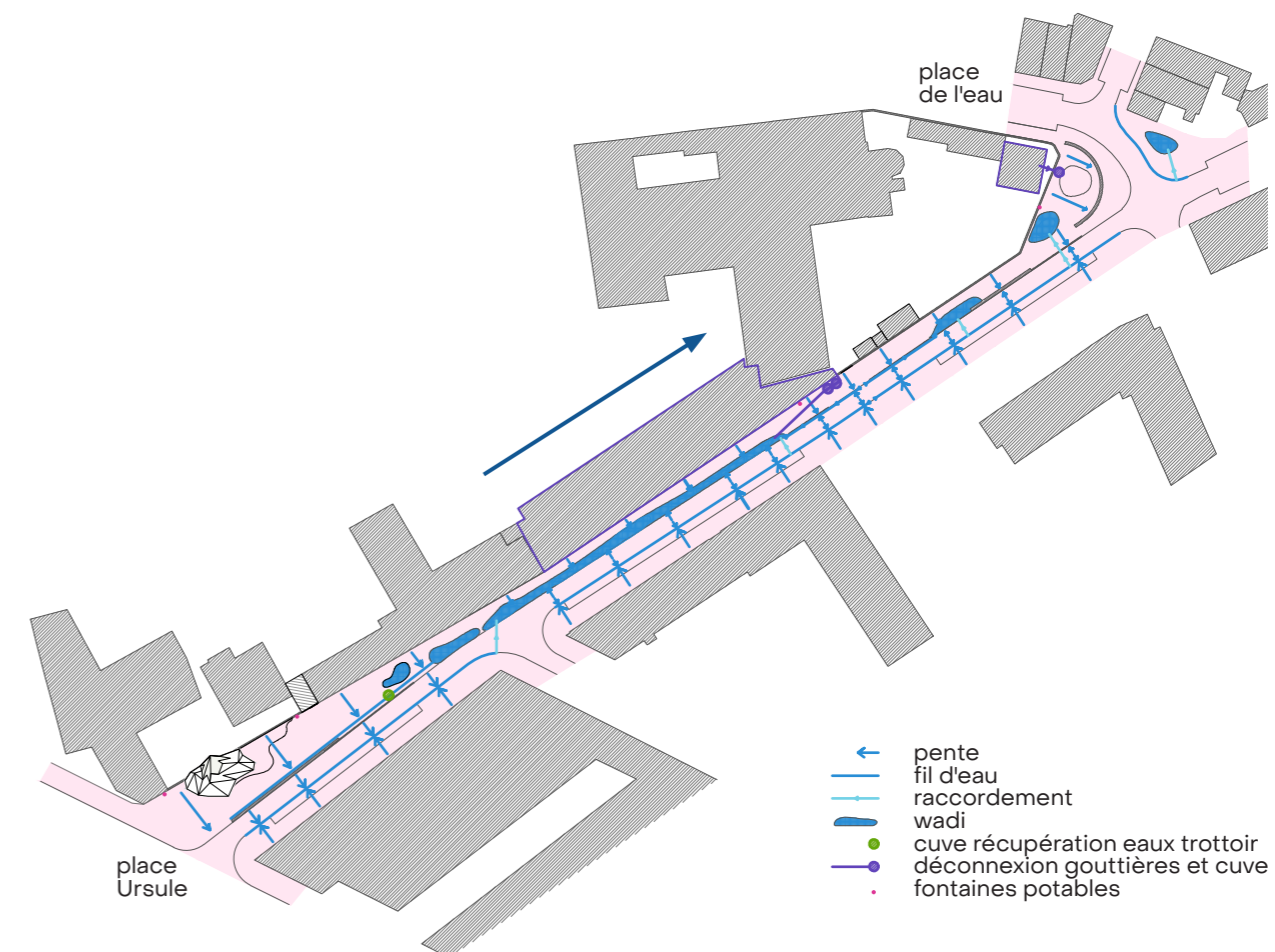 place
de l'eau
pente
fil d'eau
raccordement
wadi
cuve récupération eaux trottoir
déconnexion gouttières et cuve
fontaines potables
place
Ursule